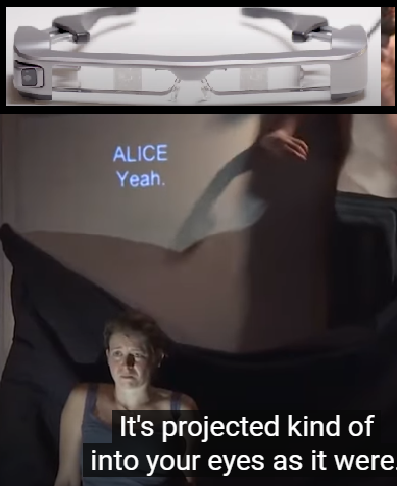 ALICE
Yeah.
It's projected kind of
into your eyes as it were.